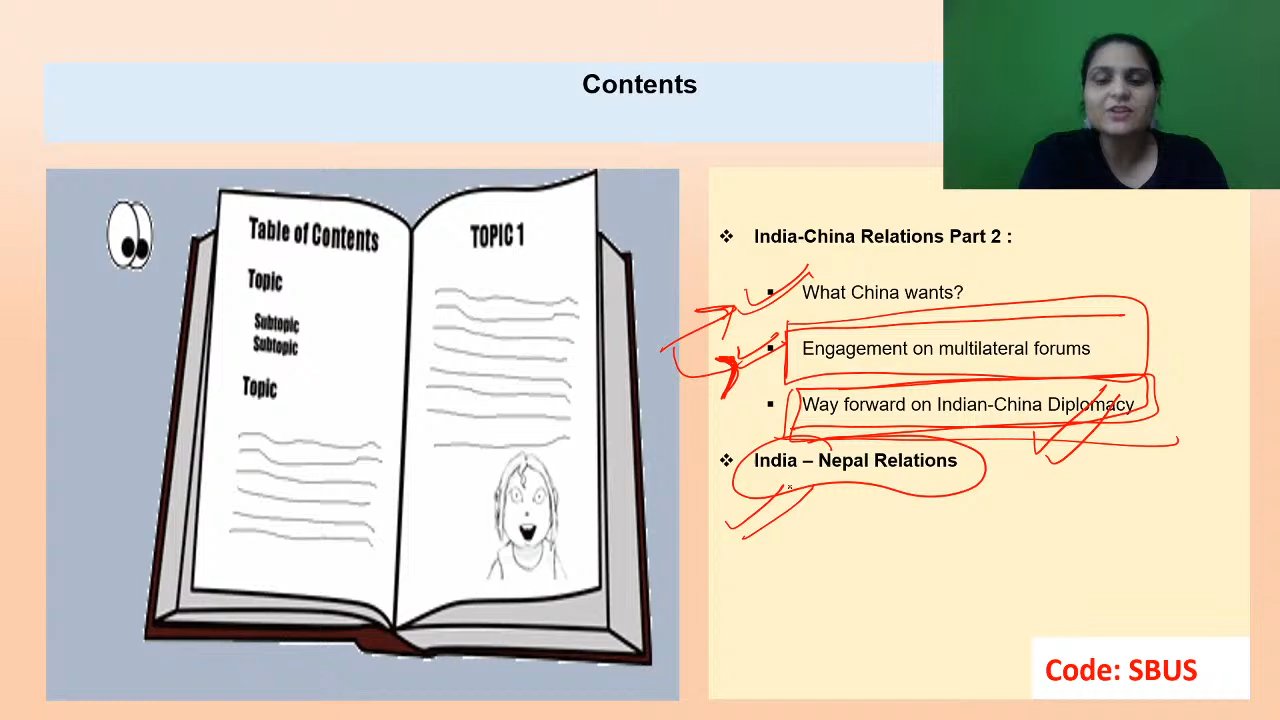 Contents
Table of Contents
Topic
Subtopic
Subtopic
Topic
TOPIC 1
❖ India-China Relations Part 2 :
▪ What China wants?
▪ Engagement on multilateral forums
▪ Way forward on Indian-China Diplomacy
❖ India – Nepal Relations
Code: SBUS